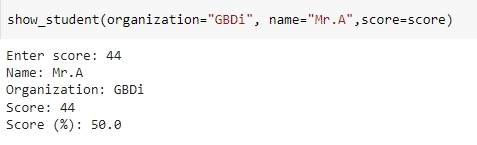 show_student(organization="GBDi", name="Mr.A",score=score)
Enter score: 44
Name: Mr.A
Organization: GBDi
Score: 44
Score (%): 50.0